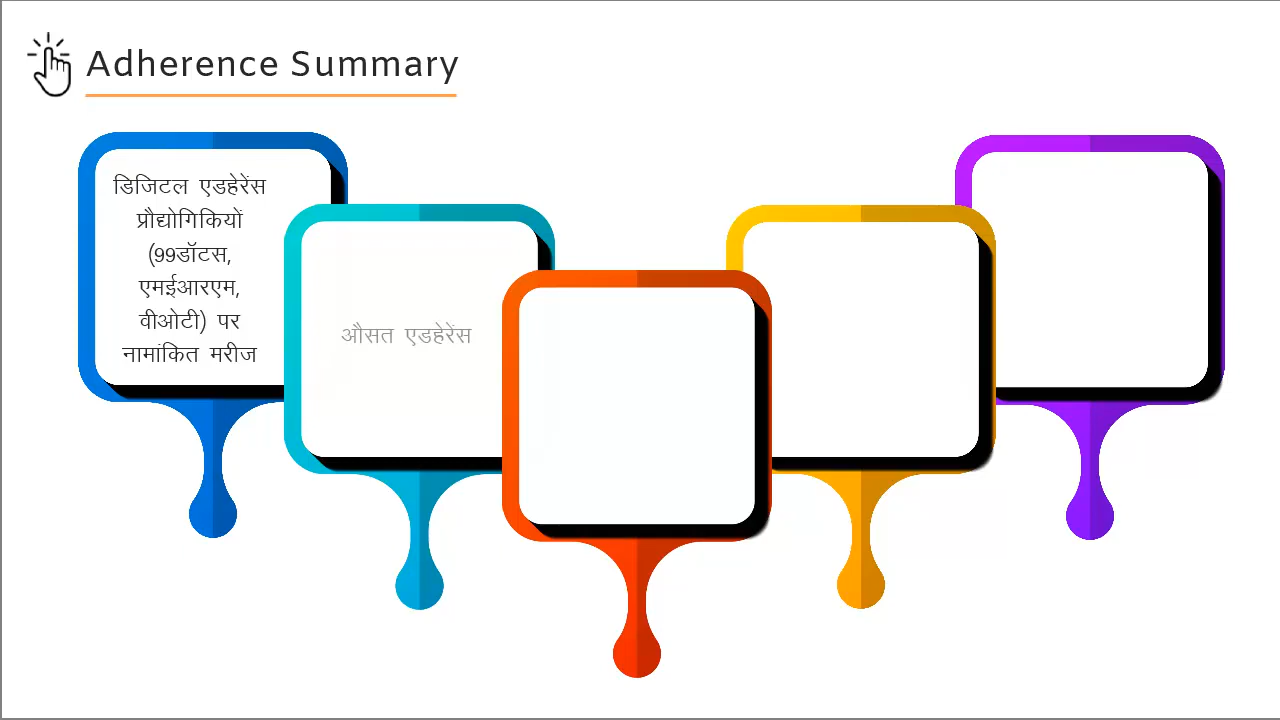 Adherence Summary
डिजिटल एडहेरेंस
प्रौद्योगिकियों
(99डॉटस,
एमईआरएम,
वीओटी) पर
नामांकित मरीज
औसत एडहेरेंस